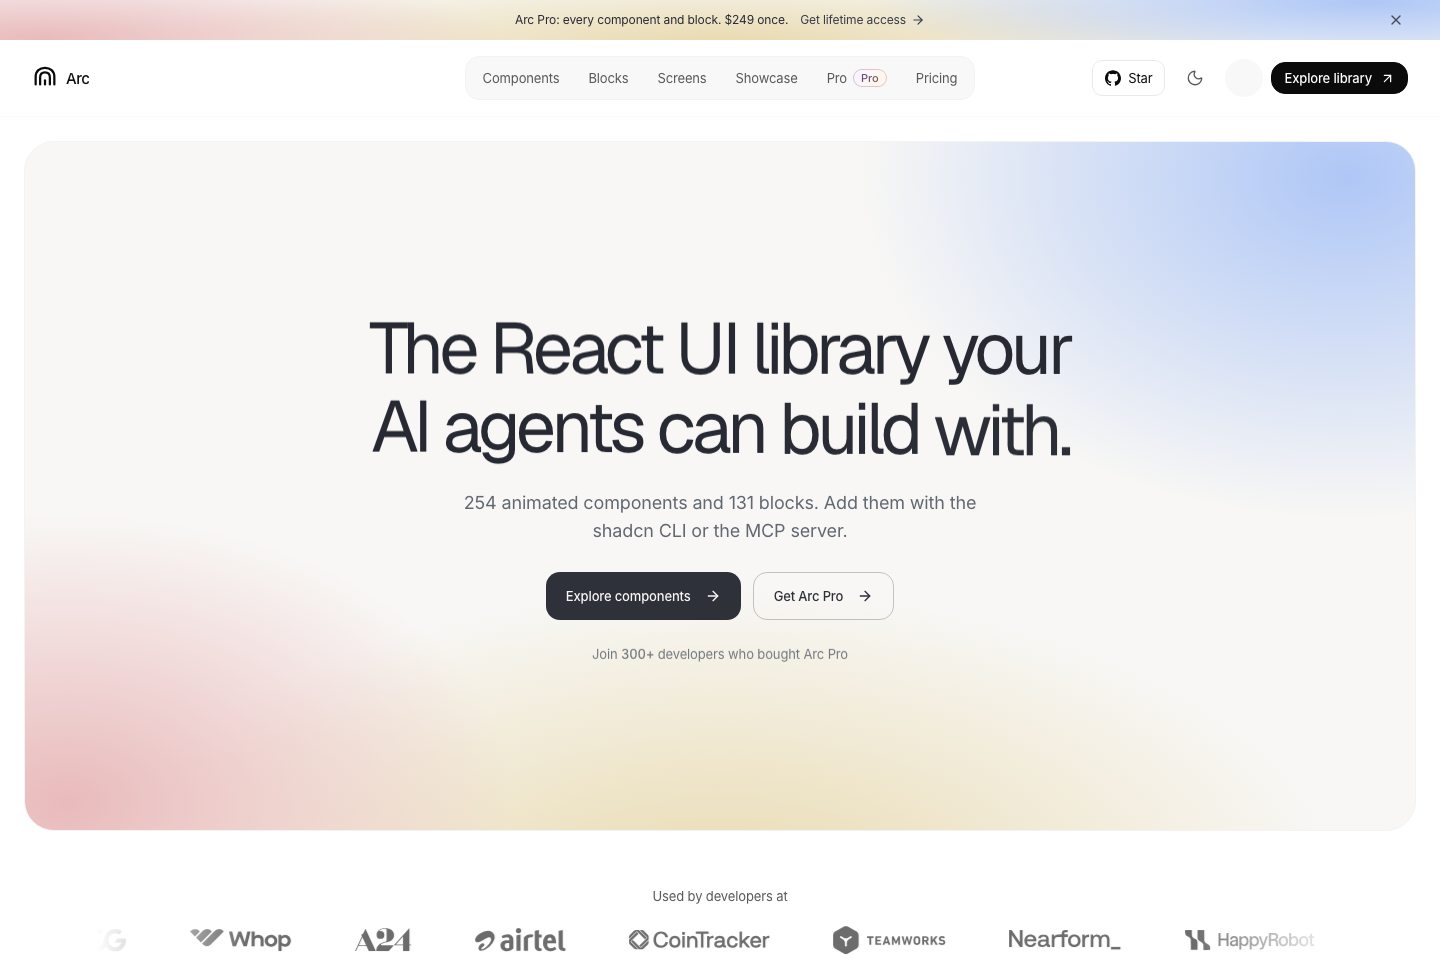 Arc Pro: every component and block. $249 once. Get lifetime access
Arc
Components Blocks Screens Showcase Pro Pro Pricing
Star
Explore library
The React UI library your
AI agents can build with.
254 animated components and 131 blocks. Add them with the
shadcn CLI or the MCP server.
Explore components
Get Arc Pro
Join 300+ developers who bought Arc Pro
Used by developers at
G Whop A24 airtel CoinTracker TEAMWORKS Nearform_ HappyRobot